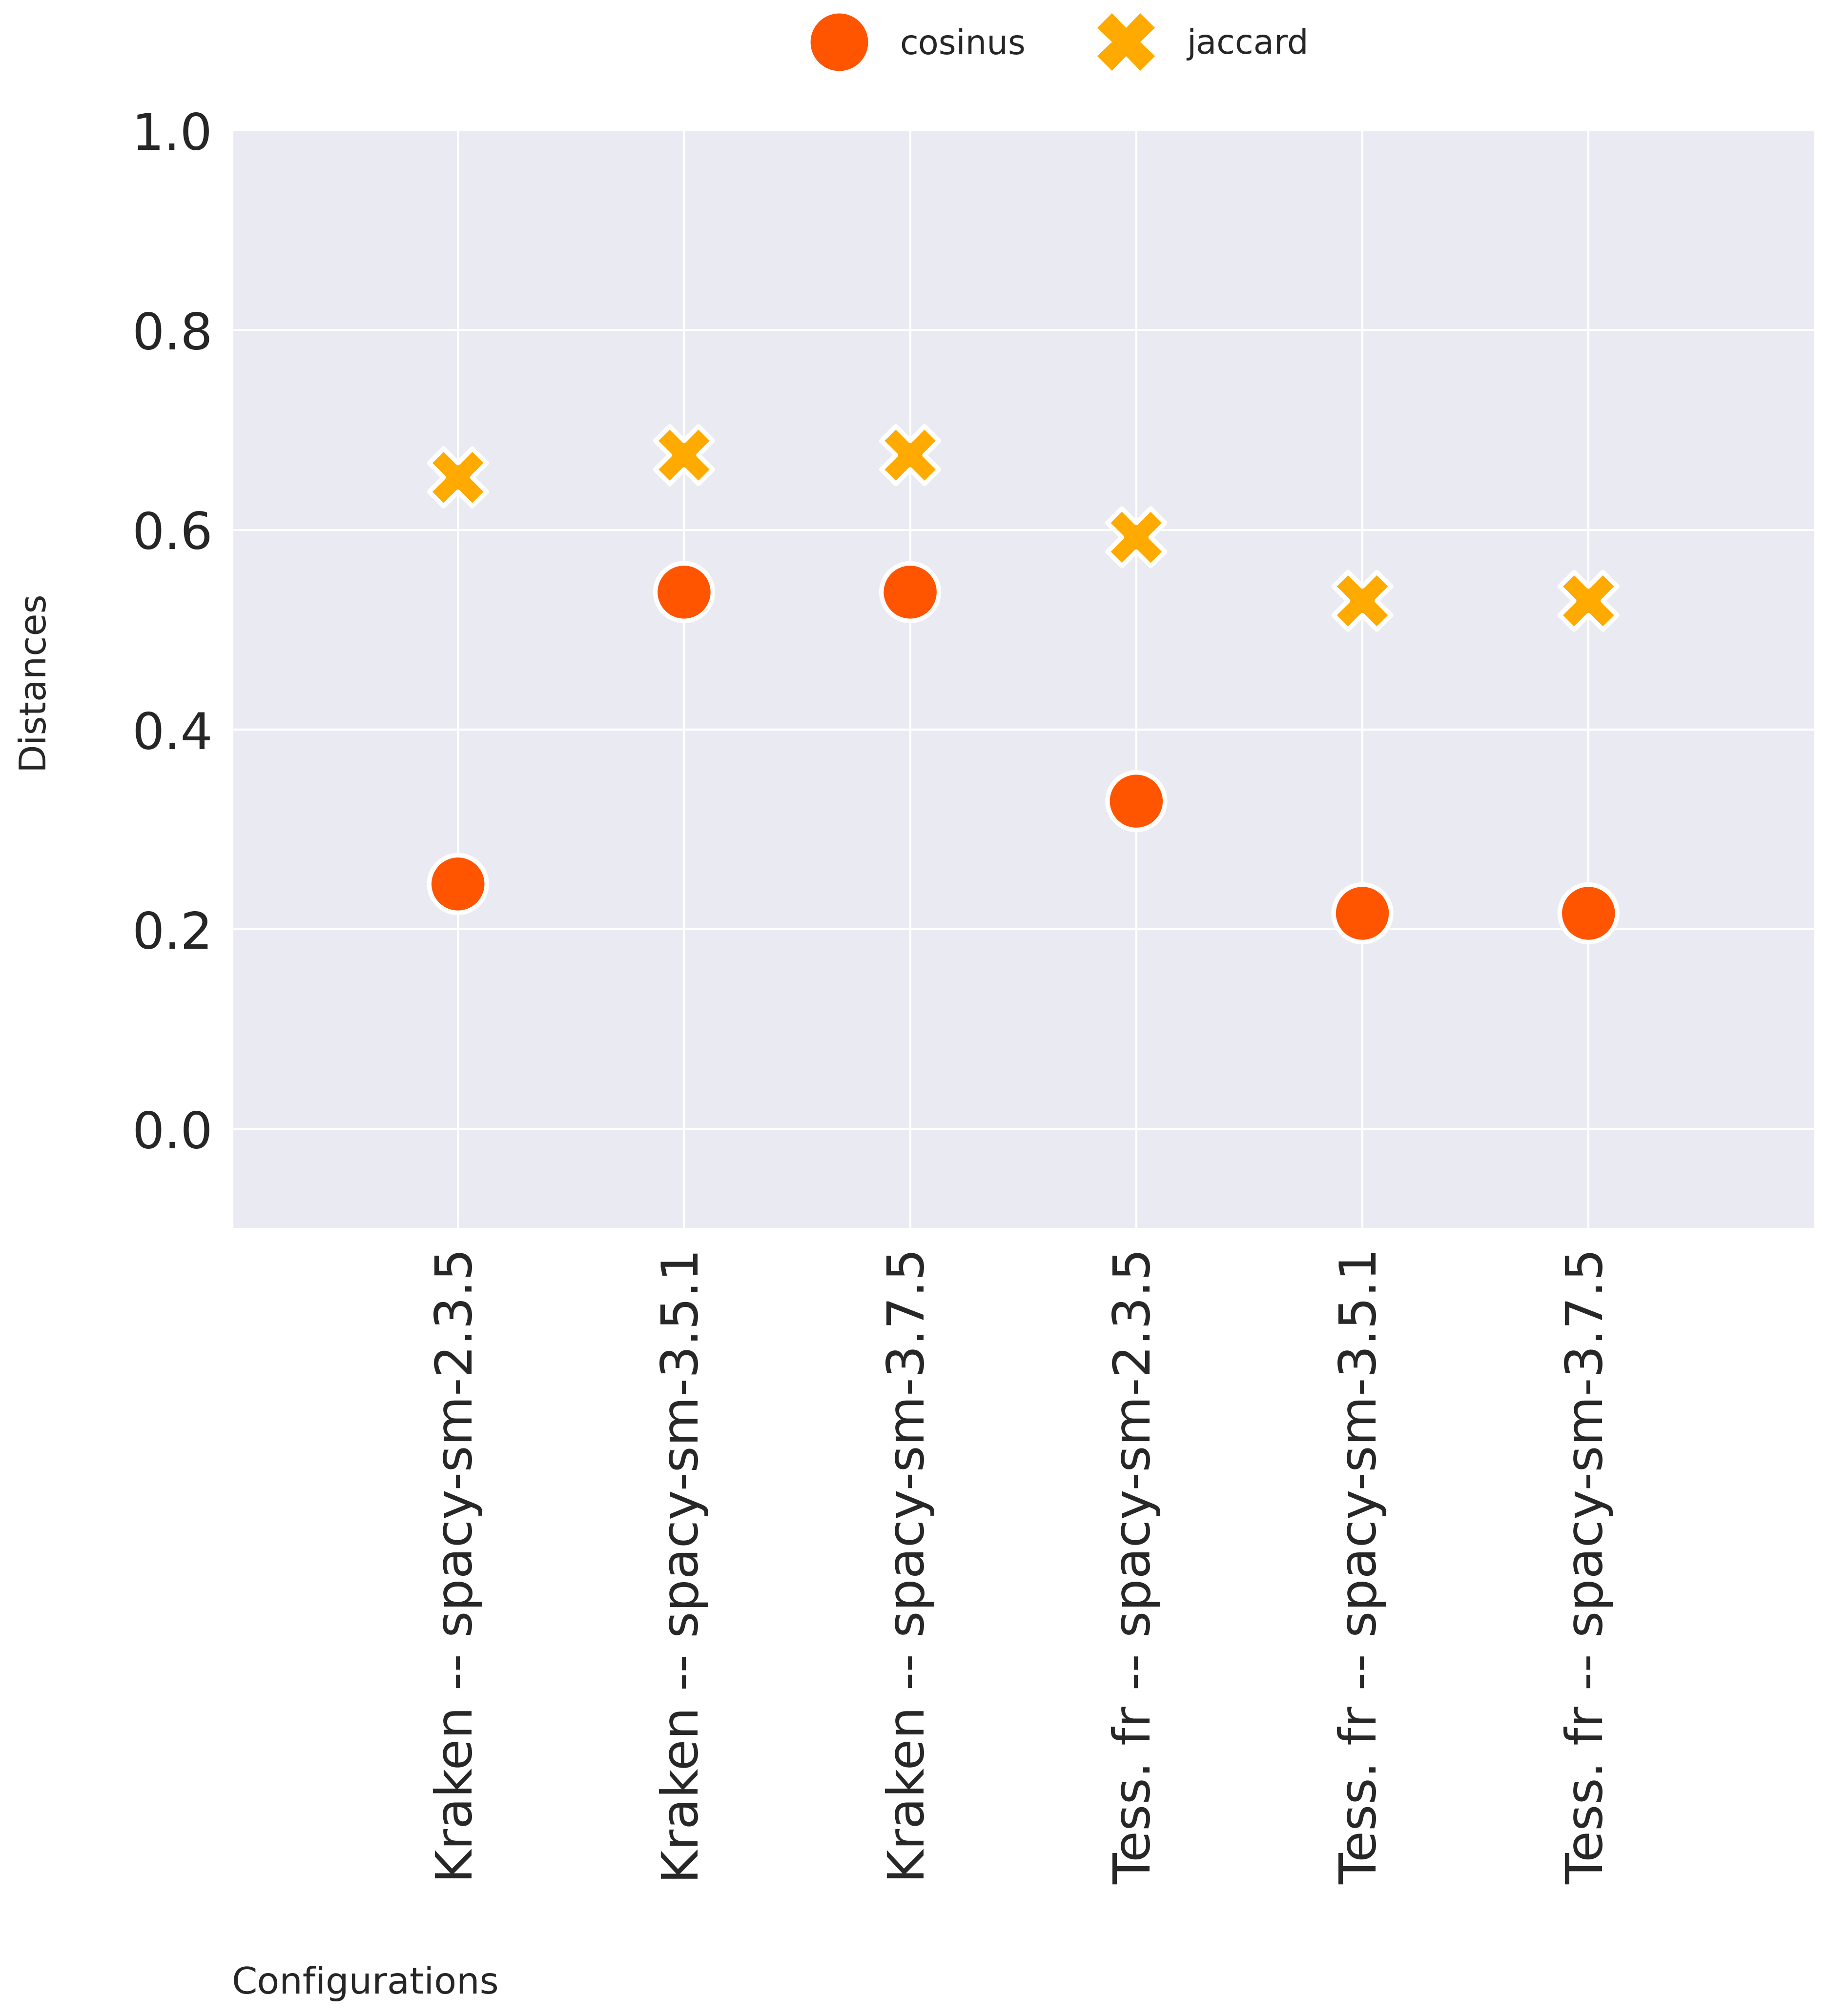 cosinus jaccard
1.0
0.8
0.6
0.4
0.2
0.0
Distances
Kraken -- spacy-sm-2.3.5
Kraken -- spacy-sm-3.5.1
Kraken -- spacy-sm-3.7.5
Tess. fr -- spacy-sm-2.3.5
Tess. fr -- spacy-sm-3.5.1
Tess. fr -- spacy-sm-3.7.5
Configurations